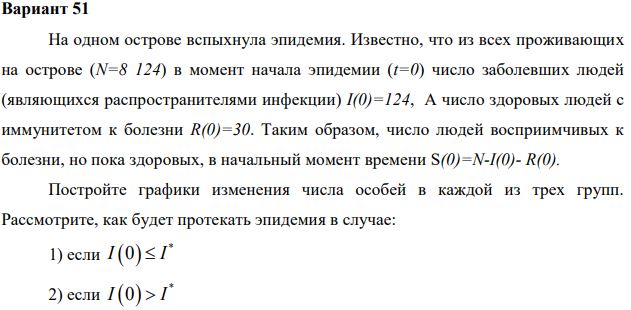 Вариант 51
На одном острове вспыхнула эпидемия. Известно, что из всех проживающих
на острове (N=8 124) в момент начала эпидемии (t=0) число заболевших людей
(являющихся распространителями инфекции) I(0)=124, А число здоровых людей с
иммунитетом к болезни R(0)=30. Таким образом, число людей восприимчивых к
болезни, но пока здоровых, в начальный момент времени S(0)=N-I(0)- R(0).
Постройте графики изменения числа особей в каждой из трех групп.
Рассмотрите, как будет протекать эпидемия в случае:
1) если I(0) ≤ I*
2) если I(0) > I*